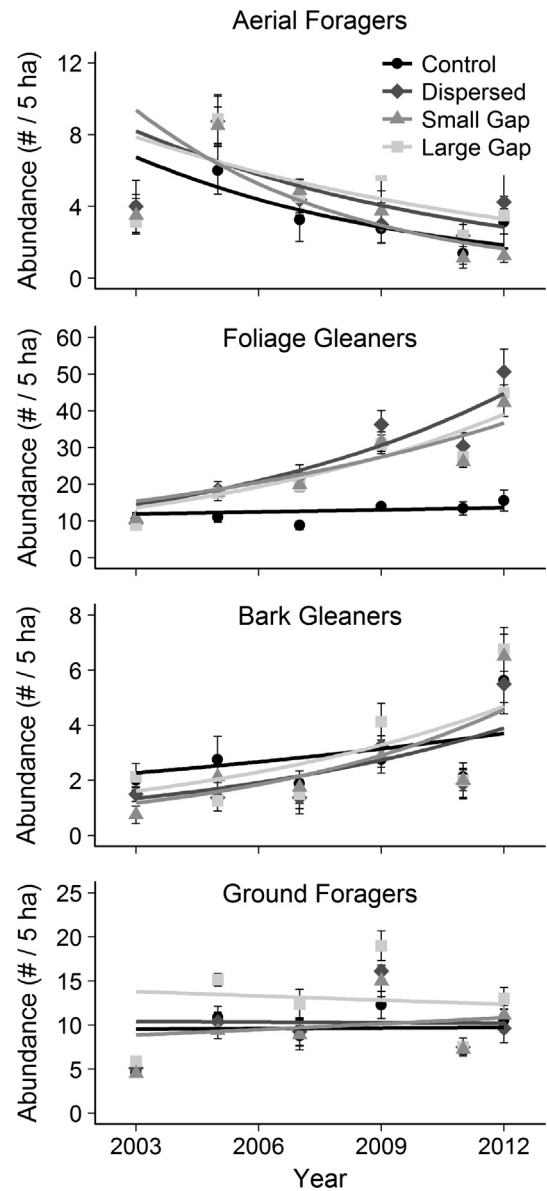 Aerial Foragers
Abundance (# / 5 ha)
12
8
4
0
Control
Dispersed
Small Gap
Large Gap
Foliage Gleaners
Abundance (# / 5 ha)
60
50
40
30
20
10
0
Bark Gleaners
Abundance (# / 5 ha)
8
6
4
2
0
Ground Foragers
Abundance (# / 5 ha)
25
20
15
10
5
0
2003 2006 2009 2012
Year